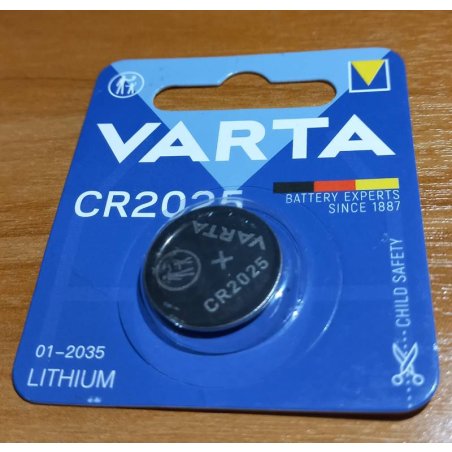 VARTA
CR2025
BATTERY EXPERTS
SINCE 1887
VARTA
+
CR2025
CHILD SAFETY
01-2035
LITHIUM